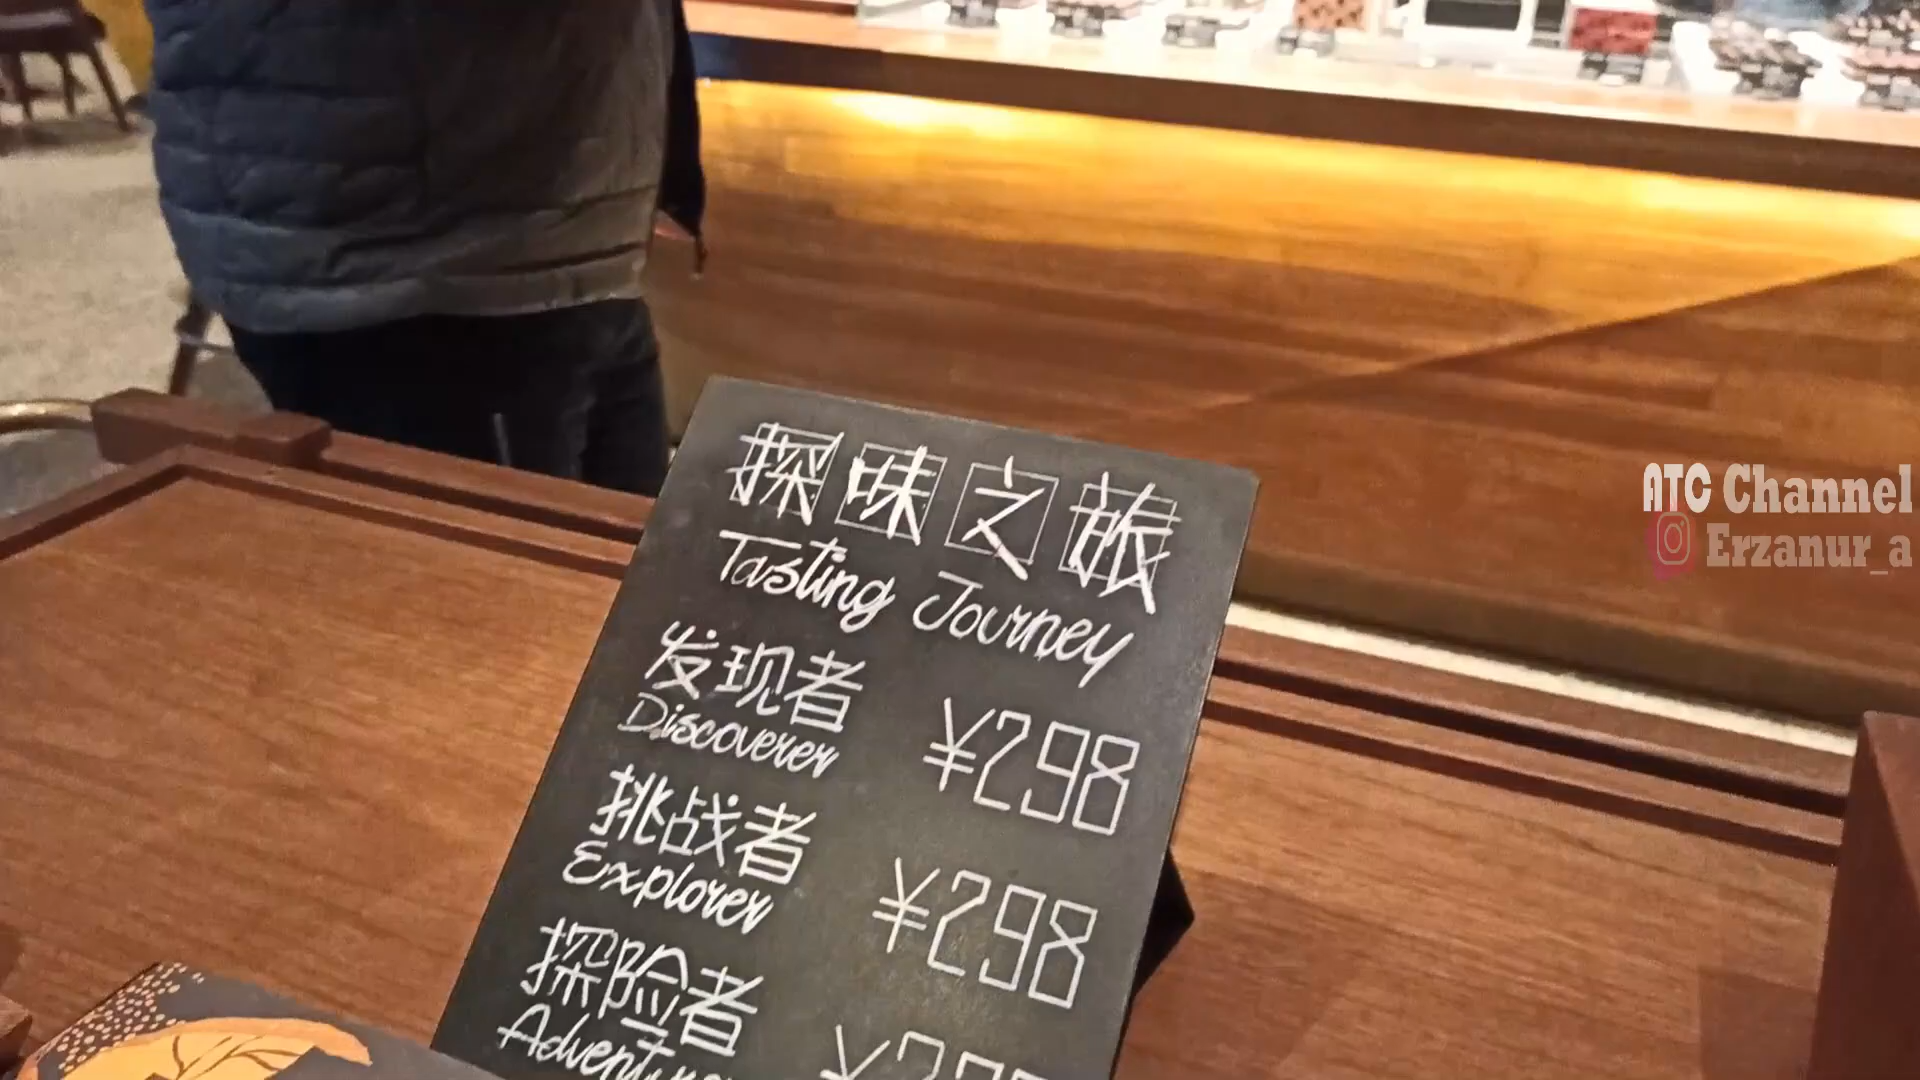 探味之旅
Tasting Journey
发现者
Discoverer
¥298
挑战者
Explorer
¥298
探险者
ATC Channel
Erzanur_a